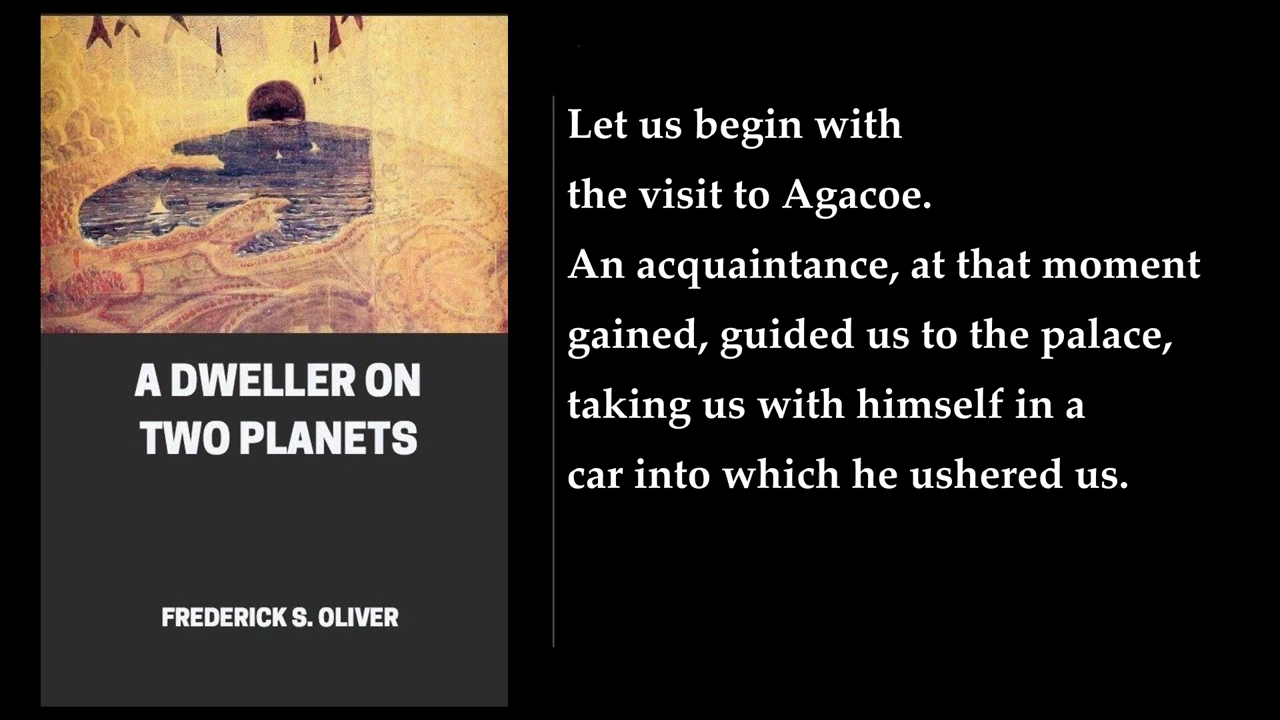 A DWELLER ON
TWO PLANETS
FREDERICK S. OLIVER
Let us begin with
the visit to Agacoe.
An acquaintance, at that moment
gained, guided us to the palace,
taking us with himself in a
car into which he ushered us.